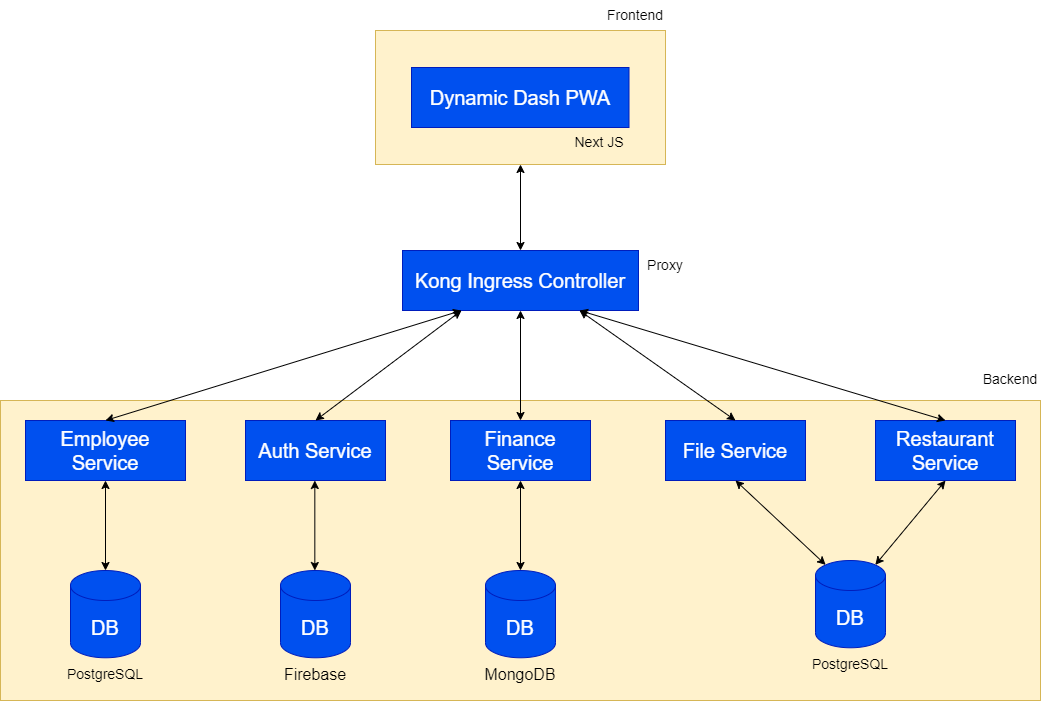 Frontend
Dynamic Dash PWA
Next JS
Kong Ingress Controller
Proxy
Backend
Employee
Service
Auth Service
Finance
Service
File Service
Restaurant
Service
DB
PostgreSQL
DB
Firebase
DB
MongoDB
DB
PostgreSQL